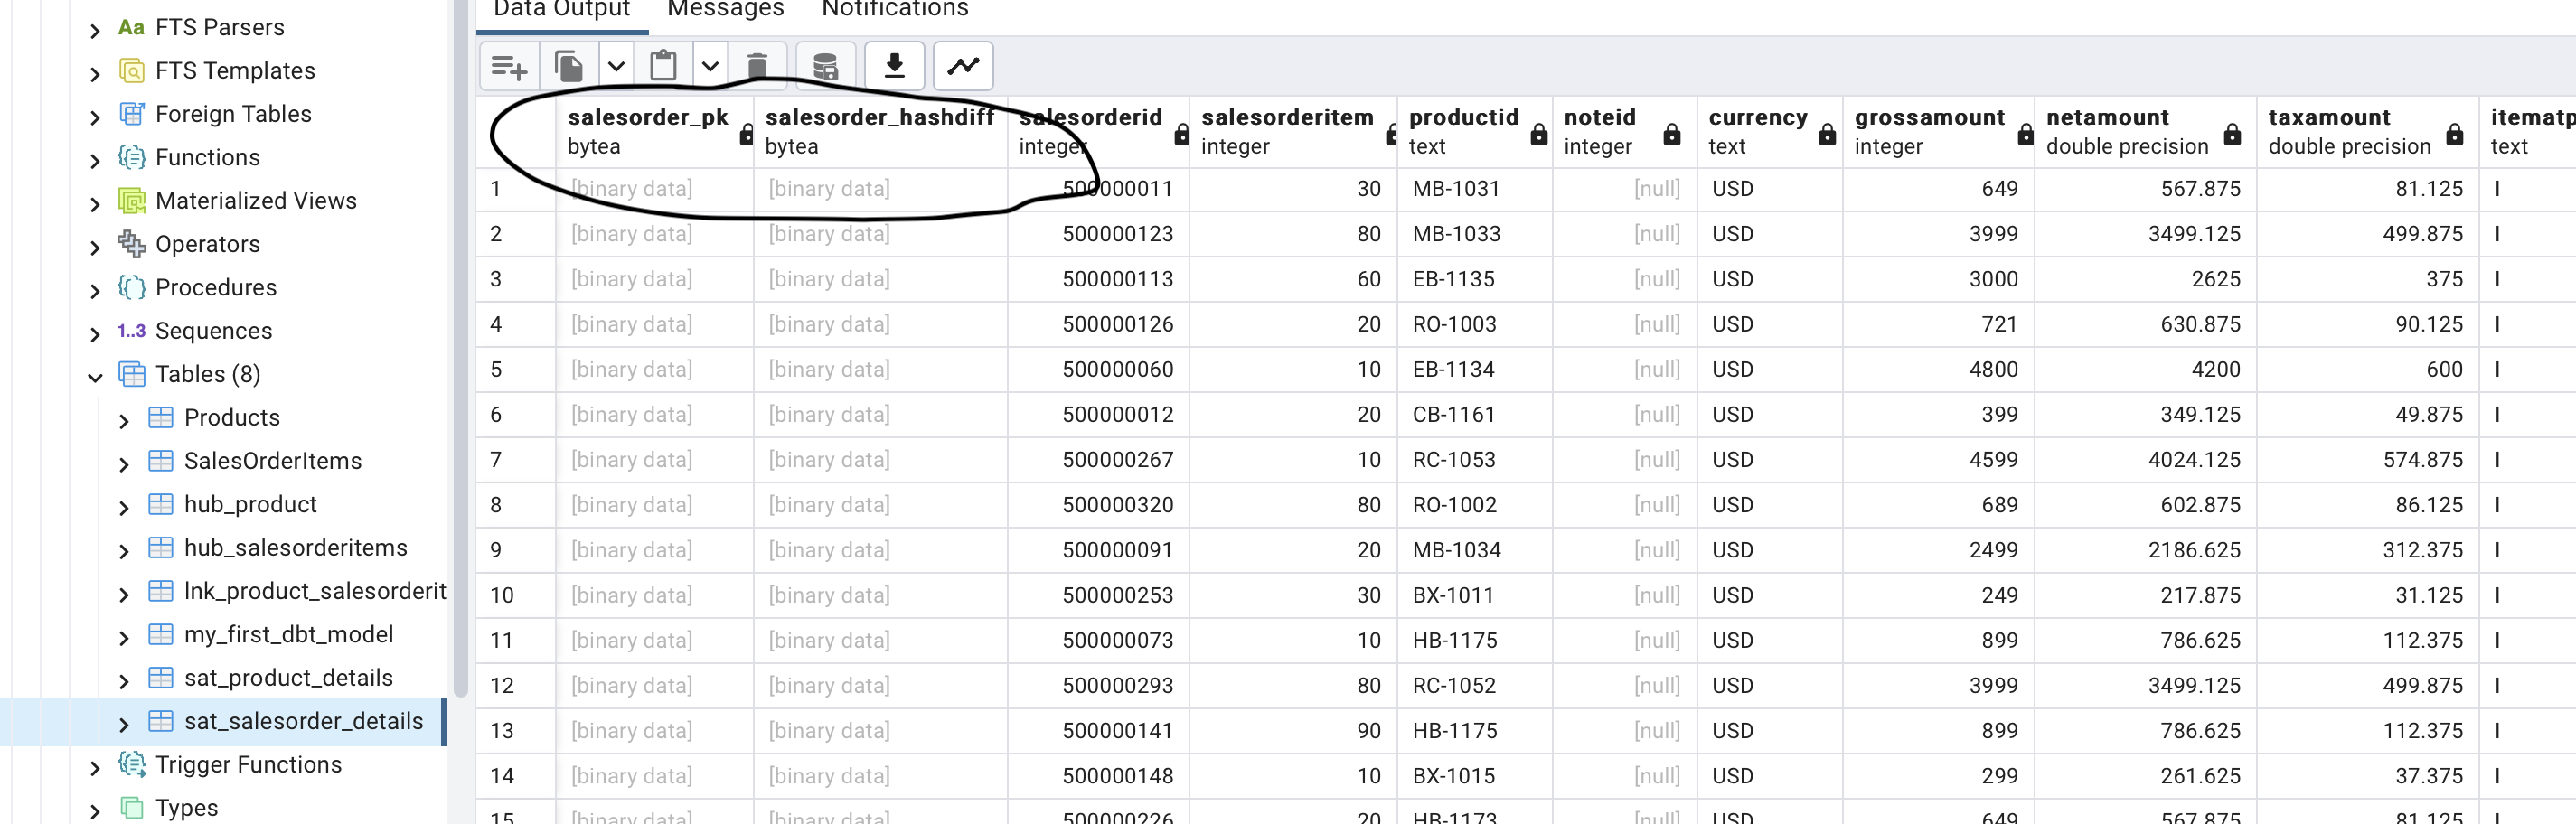 Data Output Messages Notifications
Aa FTS Parsers
FTS Templates
Foreign Tables
Functions
Materialized Views
Operators
Procedures
1..3 Sequences
Tables (8)
Products
SalesOrderItems
hub_product
hub_salesorderitems
lnk_product_salesorderit
my_first_dbt_model
sat_product_details
sat_salesorder_details
Trigger Functions
Types
salesorder_pk salesorder_hashdiff salesorderid salesorderitem productid noteid currency grossamount netamount taxamount itematp
bytea bytea integer integer text integer text integer double precision double precision text
1 [binary data] [binary data] 500000011 30 MB-1031 [null] USD 649 567.875 81.125 I
2 [binary data] [binary data] 500000123 80 MB-1033 [null] USD 3999 3499.125 499.875 I
3 [binary data] [binary data] 500000113 60 EB-1135 [null] USD 3000 2625 375 I
4 [binary data] [binary data] 500000126 20 RO-1003 [null] USD 721 630.875 90.125 I
5 [binary data] [binary data] 500000060 10 EB-1134 [null] USD 4800 4200 600 I
6 [binary data] [binary data] 500000012 20 CB-1161 [null] USD 399 349.125 49.875 I
7 [binary data] [binary data] 500000267 10 RC-1053 [null] USD 4599 4024.125 574.875 I
8 [binary data] [binary data] 500000320 80 RO-1002 [null] USD 689 602.875 86.125 I
9 [binary data] [binary data] 500000091 20 MB-1034 [null] USD 2499 2186.625 312.375 I
10 [binary data] [binary data] 500000253 30 BX-1011 [null] USD 249 217.875 31.125 I
11 [binary data] [binary data] 500000073 10 HB-1175 [null] USD 899 786.625 112.375 I
12 [binary data] [binary data] 500000293 80 RC-1052 [null] USD 3999 3499.125 499.875 I
13 [binary data] [binary data] 500000141 90 HB-1175 [null] USD 899 786.625 112.375 I
14 [binary data] [binary data] 500000148 10 BX-1015 [null] USD 299 261.625 37.375 I
15 [binary data] [binary data] 500000226 20 HB-1173 [null] USD 649 567.875 81.125 I